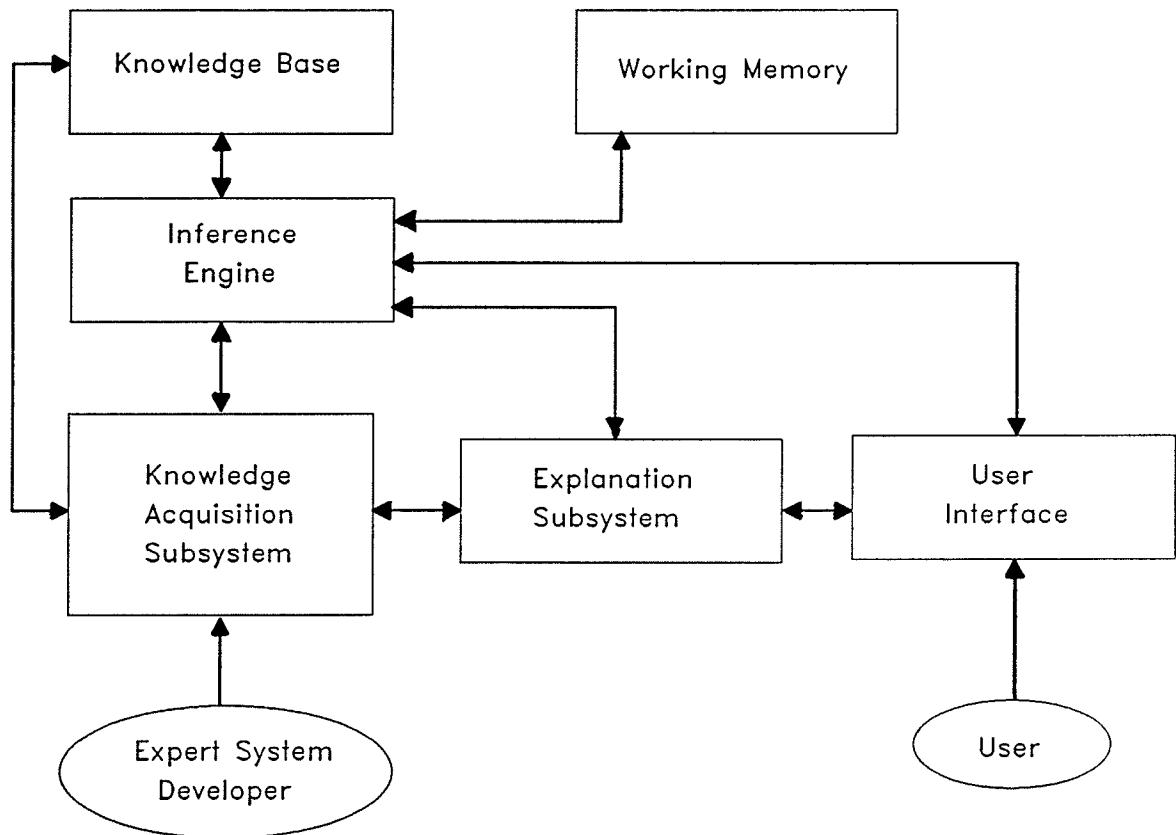 Knowledge Base
Working Memory
Inference
Engine
Knowledge
Acquisition
Subsystem
Explanation
Subsystem
User
Interface
Expert System
Developer
User